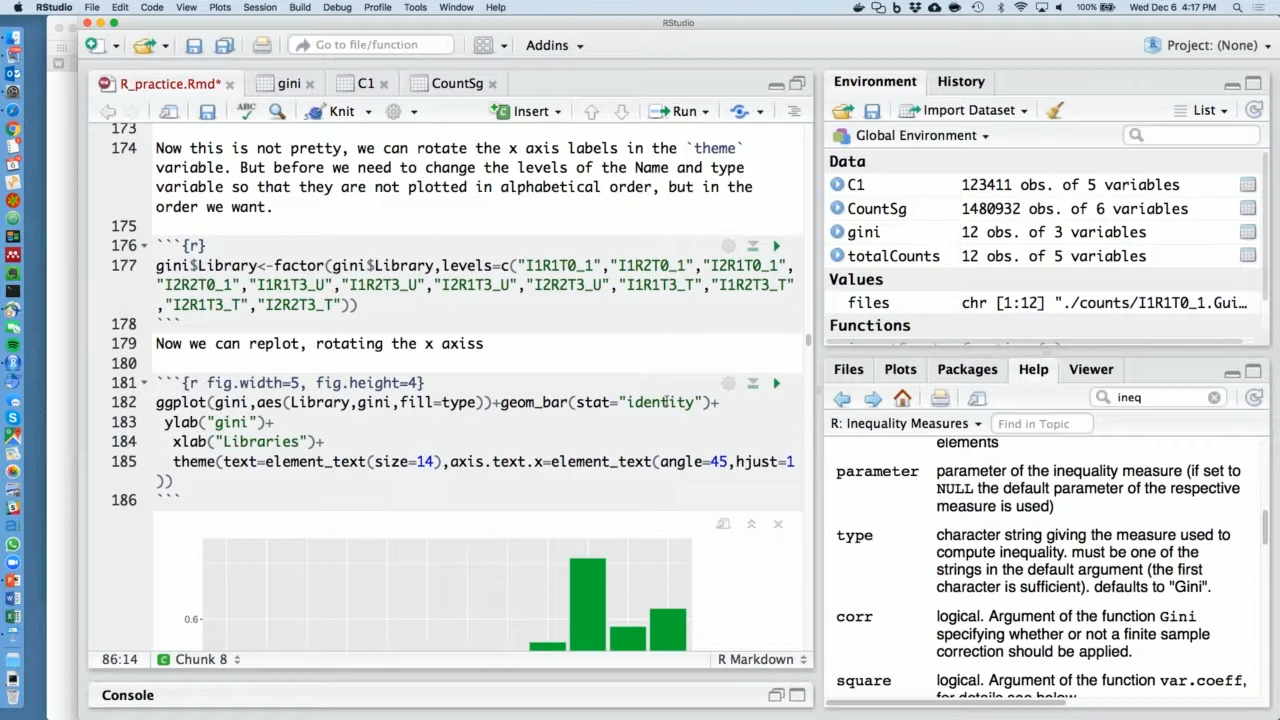 RStudio File Edit Code View Plots Session Build Debug Profile Tools Window Help 100% Wed Dec 6 4:17 PM
RStudio
Go to file/function Addins Project: (None)
R_practice.Rmd* gini C1 CountSg
ABC Knit Insert Run
173
174 Now this is not pretty, we can rotate the x axis labels in the `theme`
variable. But before we need to change the levels of the Name and type
variable so that they are not plotted in alphabetical order, but in the
order we want.
175
176 ```{r}
177 gini$Library<-factor(gini$Library,levels=c("I1R1T0_1","I1R2T0_1","I2R1T0_1",
"I2R2T0_1","I1R1T3_U","I1R2T3_U","I2R1T3_U","I2R2T3_U","I1R1T3_T","I1R2T3_T"
,"I2R1T3_T","I2R2T3_T"))
178 ```
179 Now we can replot, rotating the x axiss
180
181 ```{r fig.width=5, fig.height=4}
182 ggplot(gini,aes(Library,gini,fill=type))+geom_bar(stat="identity")+
183 ylab("gini")+
184 xlab("Libraries")+
185 theme(text=element_text(size=14),axis.text.x=element_text(angle=45,hjust=1
))
186 ```
0.6
86:14 C Chunk 8 R Markdown
Console
Environment History
Import Dataset List
Global Environment
Data
C1 123411 obs. of 5 variables
CountSg 1480932 obs. of 6 variables
gini 12 obs. of 3 variables
totalCounts 12 obs. of 5 variables
Values
files chr [1:12] "./counts/I1R1T0_1.Gui…
Functions
Files Plots Packages Help Viewer
ineq
R: Inequality Measures Find in Topic
elements
parameter parameter of the inequality measure (if set to
NULL the default parameter of the respective
measure is used)
type character string giving the measure used to
compute inequality. must be one of the
strings in the default argument (the first
character is sufficient). defaults to "Gini".
corr logical. Argument of the function Gini
specifying whether or not a finite sample
correction should be applied.
square logical. Argument of the function var.coeff,
for details see below.